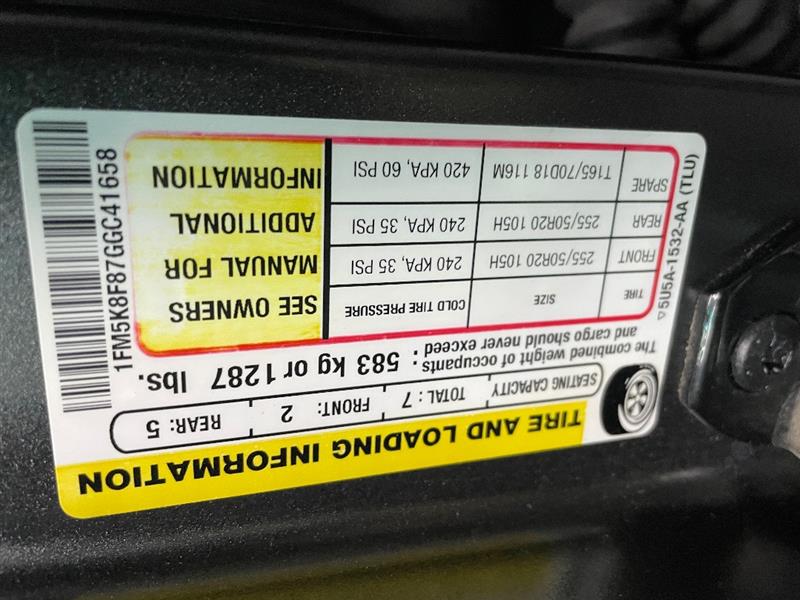 TIRE AND LOADING INFORMATION
SEATING CAPACITY TOTAL : 7 FRONT: 2 REAR: 5
The combined weight of occupants
and cargo should never exceed : 583 kg or 1287 lbs.
TIRE SIZE COLD TIRE PRESSURE SEE OWNERS
FRONT 255/50R20 105H 240 KPA, 35 PSI MANUAL FOR
REAR 255/50R20 105H 240 KPA, 35 PSI ADDITIONAL
SPARE T165/70D18 116M 420 KPA, 60 PSI INFORMATION
▽5U5A-1532-AA (TLU)
1FM5K8F87GGC41658